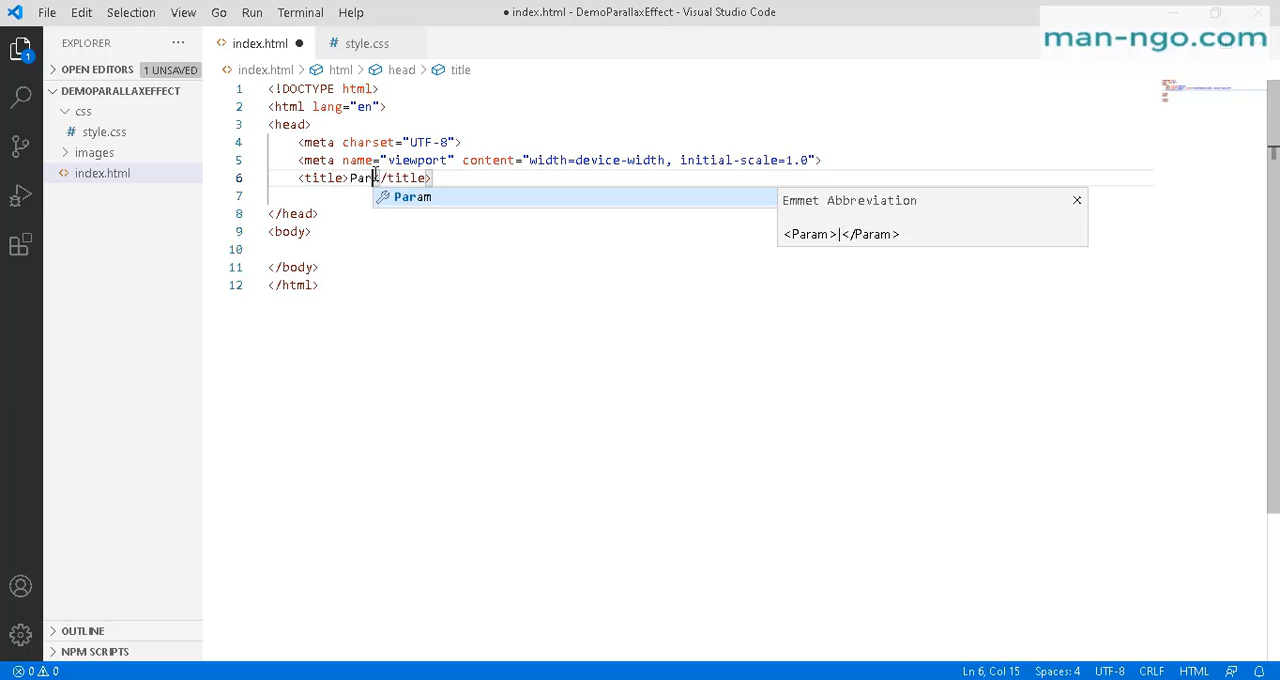 File Edit Selection View Go Run Terminal Help
● index.html - DemoParallaxEffect - Visual Studio Code
man-ngo.com
1
EXPLORER ...
index.html ●
# style.css
OPEN EDITORS 1 UNSAVED
index.html > html > head > title
DEMOPARALLAXEFFECT
css
# style.css
images
index.html
1 <!DOCTYPE html>
2 <html lang="en">
3 <head>
4 <meta charset="UTF-8">
5 <meta name="viewport" content="width=device-width, initial-scale=1.0">
6 <title>Par</title>
7
8 </head>
9 <body>
10
11 </body>
12 </html>
Param
Emmet Abbreviation
<Param>|</Param>
OUTLINE
NPM SCRIPTS
0 0
Ln 6, Col 15 Spaces: 4 UTF-8 CRLF HTML